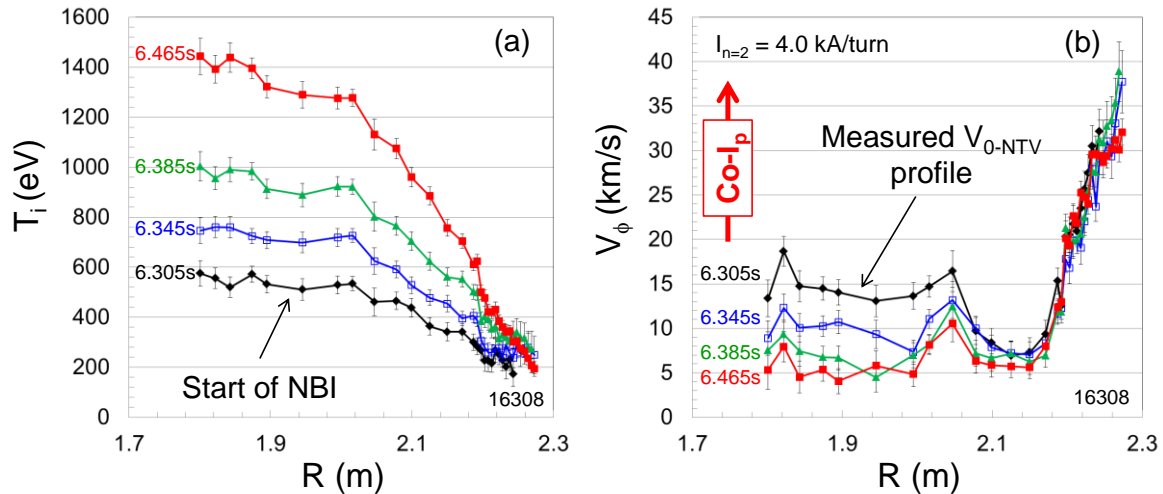 (a)
1600
1400
1200
1000
800
600
400
200
0
T_i (eV)
6.465s
6.385s
6.345s
6.305s
Start of NBI
16308
1.7
1.9
2.1
2.3
R (m)
(b)
45
40
35
30
25
20
15
10
5
0
V_ϕ (km/s)
I_{n=2} = 4.0 kA/turn
Co-I_p
Measured V_{0-NTV}
profile
6.305s
6.345s
6.385s
6.465s
16308
1.7
1.9
2.1
2.3
R (m)